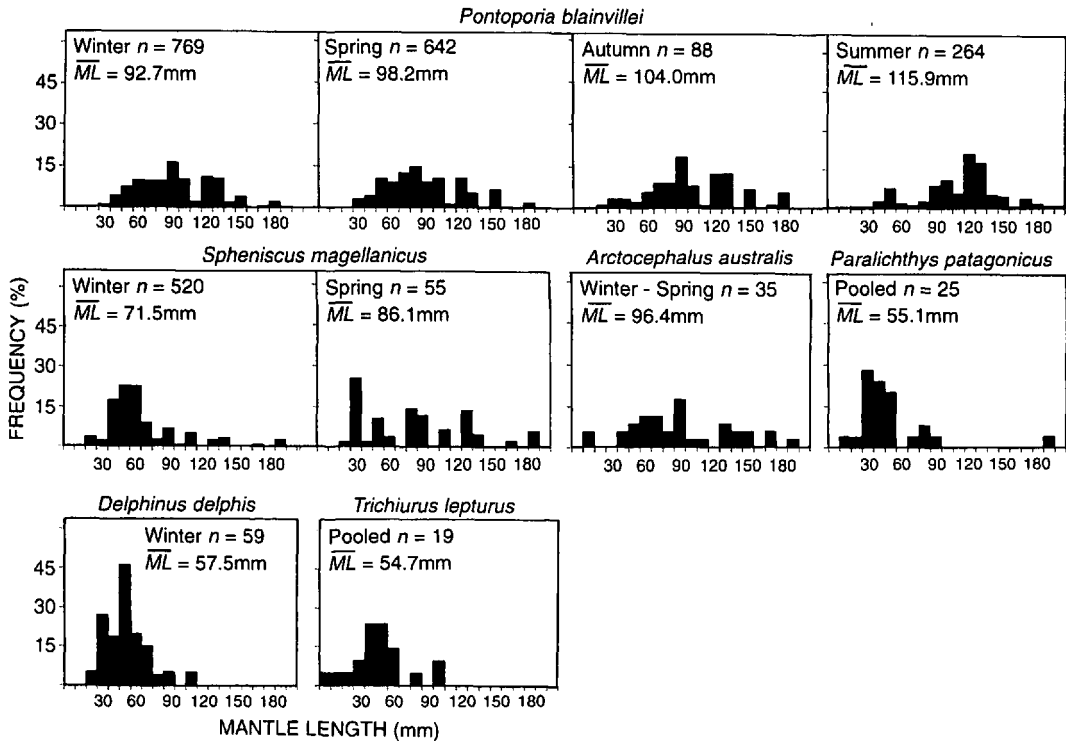 Pontoporia blainvillei
Winter n = 769
ML = 92.7mm
Spring n = 642
ML = 98.2mm
Autumn n = 88
ML = 104.0mm
Summer n = 264
ML = 115.9mm
45
30
15
30 60 90 120 150 180
30 60 90 120 150 180
30 60 90 120 150 180
30 60 90 120 150 180
Spheniscus magellanicus
Arctocephalus australis
Paralichthys patagonicus
Winter n = 520
ML = 71.5mm
Spring n = 55
ML = 86.1mm
Winter - Spring n = 35
ML = 96.4mm
Pooled n = 25
ML = 55.1mm
FREQUENCY (%)
45
30
15
30 60 90 120 150 180
30 60 90 120 150 180
30 60 90 120 150 180
30 60 90 120 150 180
Delphinus delphis
Trichiurus lepturus
Winter n = 59
ML = 57.5mm
Pooled n = 19
ML = 54.7mm
45
30
15
30 60 90 120 150 180
30 60 90 120 150 180
MANTLE LENGTH (mm)